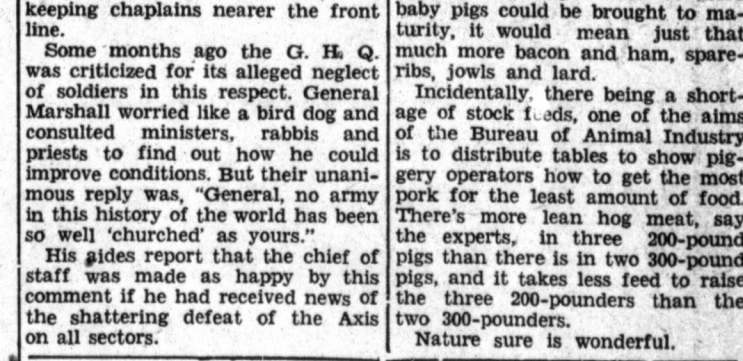 keeping chaplains nearer the front
line.
Some months ago the G. H. Q.
was criticized for its alleged neglect
of soldiers in this respect. General
Marshall worried like a bird dog and
consulted ministers, rabbis and
priests to find out how he could
improve conditions. But their unani-
mous reply was, "General, no army
in this history of the world has been
so well 'churched' as yours."
His aides report that the chief of
staff was made as happy by this
comment if he had received news of
the shattering defeat of the Axis
on all sectors.
baby pigs could be brought to ma-
turity, it would mean just that
much more bacon and ham, spare-
ribs, jowls and lard.
Incidentally, there being a short-
age of stock feeds, one of the aims
of the Bureau of Animal Industry
is to distribute tables to show pig-
gery operators how to get the most
pork for the least amount of food.
There's more lean hog meat, say
the experts, in three 200-pound
pigs than there is in two 300-pound
pigs, and it takes less feed to raise
the three 200-pounders than the
two 300-pounders.
Nature sure is wonderful.